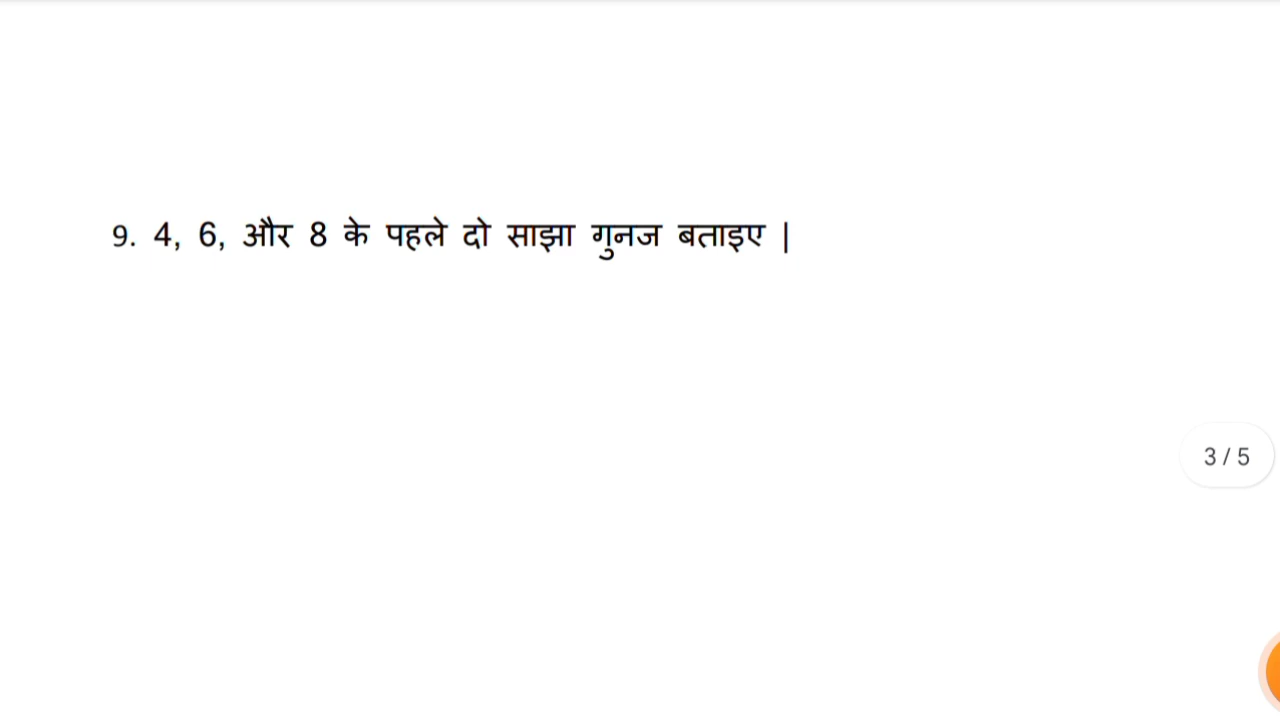 9. 4, 6, और 8 के पहले दो साझा गुनज बताइए |
3 / 5